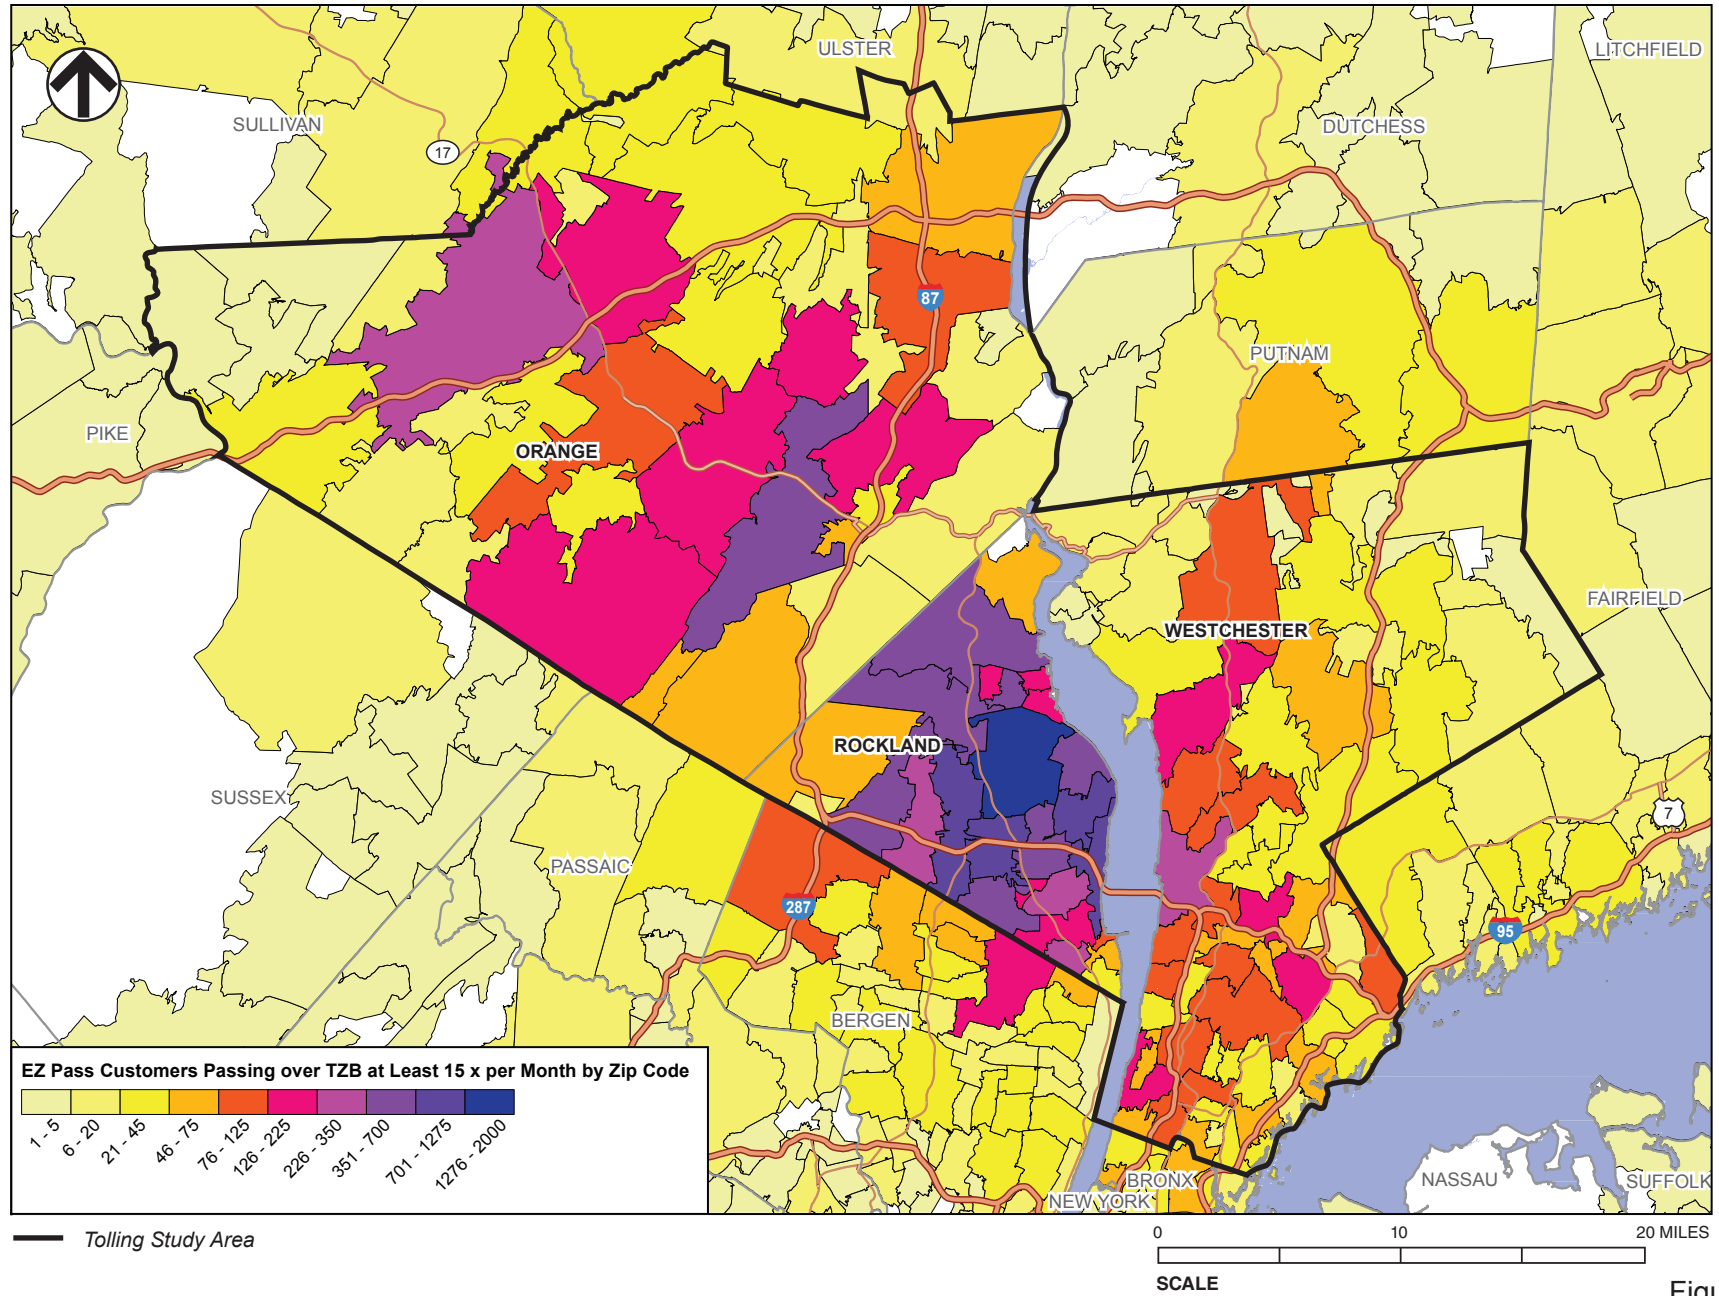 ULSTER
LITCHFIELD
SULLIVAN
DUTCHESS
17
87
PUTNAM
PIKE
ORANGE
FAIRFIELD
WESTCHESTER
ROCKLAND
SUSSEX
7
PASSAIC
287
95
BERGEN
EZ Pass Customers Passing over TZB at Least 15 x per Month by Zip Code
1 - 5
6 - 20
21 - 45
46 - 75
76 - 125
126 - 225
226 - 350
351 - 700
701 - 1275
1276 - 2000
BRONX
NASSAU
SUFFOLK
NEW YORK
Tolling Study Area
0 10 20 MILES
SCALE
Figu